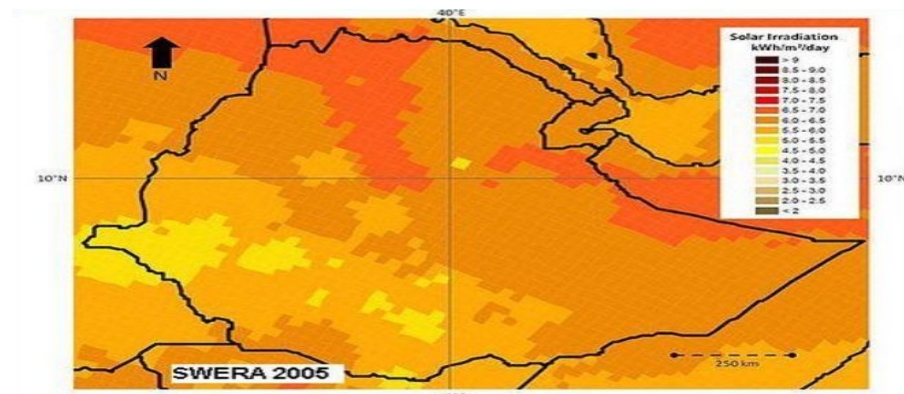 40°E
N
Solar Irradiation
kWh/m²/day
> 9
8.5 - 9.0
8.0 - 8.5
7.5 - 8.0
7.0 - 7.5
6.5 - 7.0
6.0 - 6.5
5.5 - 6.0
5.0 - 5.5
4.5 - 5.0
4.0 - 4.5
3.5 - 4.0
3.0 - 3.5
2.5 - 3.0
2.0 - 2.5
< 2
10°N
10°N
250 km
SWERA 2005